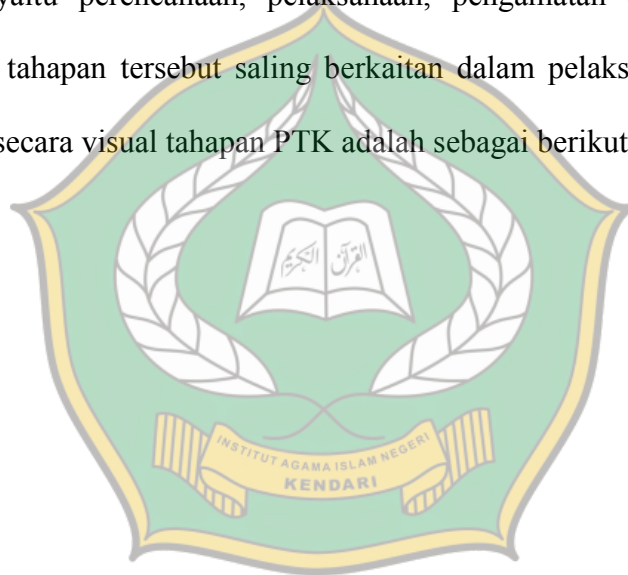 yaitu perencanaan, pelaksanaan, pengamatan
tahapan tersebut saling berkaitan dalam
secara visual tahapan PTK adalah sebagai berikut
القرآن الكريم
INSTITUT AGAMA ISLAM NEGERI
KENDARI